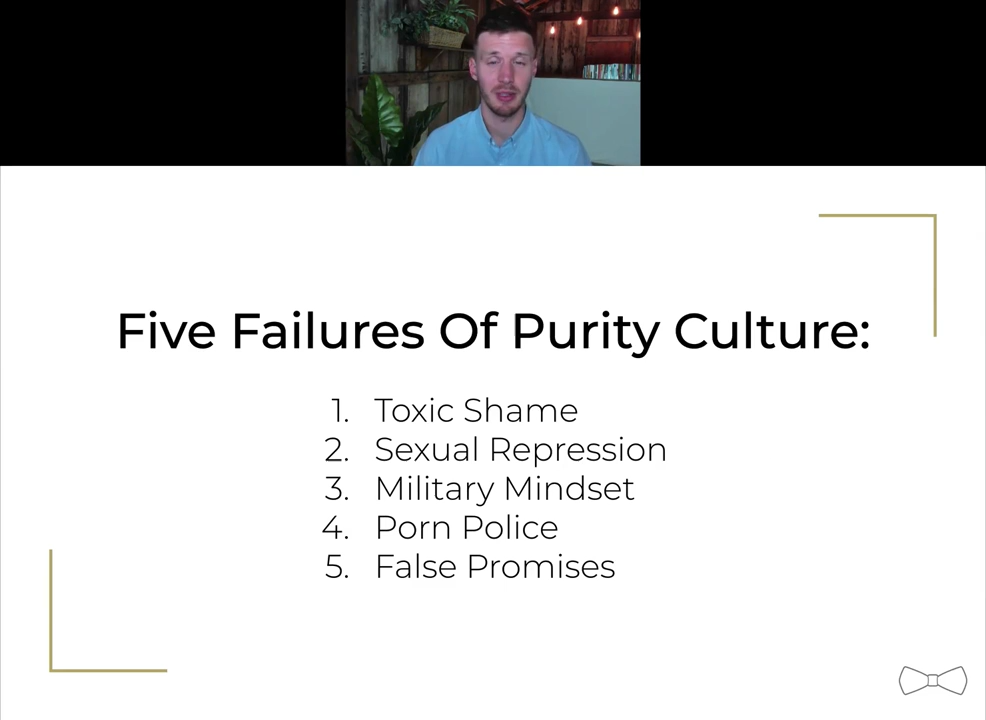 Five Failures Of Purity Culture:
1. Toxic Shame
2. Sexual Repression
3. Military Mindset
4. Porn Police
5. False Promises